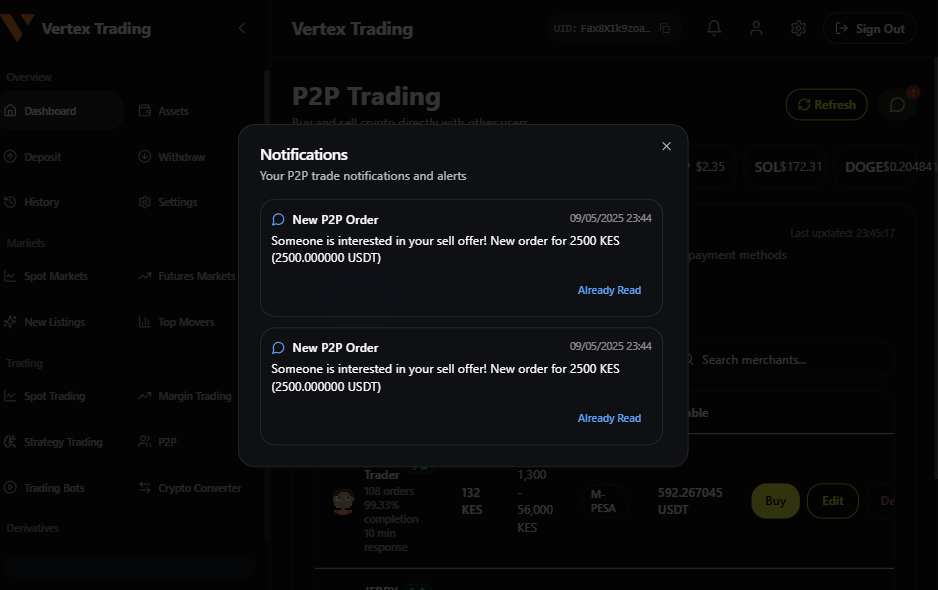 Vertex Trading
Vertex Trading
UID: Fax8XIk9zoa…
Sign Out
Overview
Dashboard
Assets
Deposit
Withdraw
History
Settings
Markets
Spot Markets
Futures Markets
New Listings
Top Movers
Trading
Spot Trading
Margin Trading
Strategy Trading
P2P
Trading Bots
Crypto Converter
Derivatives
P2P Trading
Buy and sell crypto directly with other users
Refresh
$2.35
SOL$172.31
DOGE$0.204841
Last updated: 23:45:17
payment methods
Search merchants...
Notifications
Your P2P trade notifications and alerts
New P2P Order
09/05/2025 23:44
Someone is interested in your sell offer! New order for 2500 KES
(2500.000000 USDT)
Already Read
New P2P Order
09/05/2025 23:44
Someone is interested in your sell offer! New order for 2500 KES
(2500.000000 USDT)
Already Read
Trader
108 orders
99.33%
completion
10 min
response
132
KES
1,300
-
56,000
KES
M-
PESA
592.267045
USDT
Buy
Edit
De